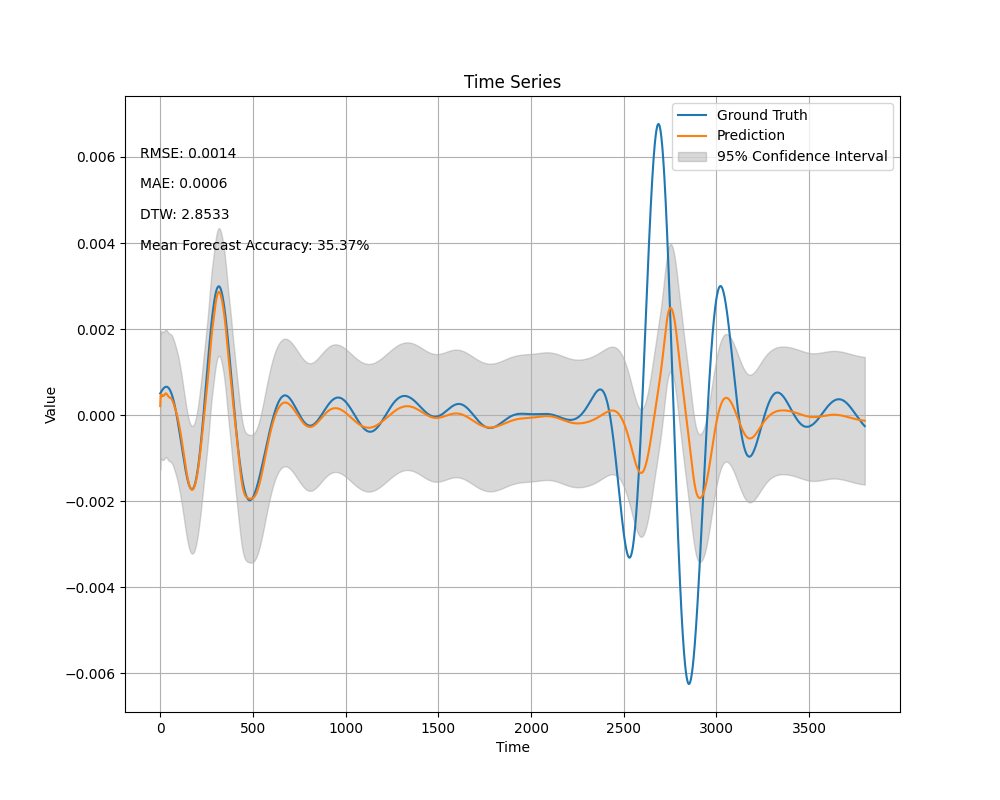 Time Series
Ground Truth
Prediction
95% Confidence Interval
RMSE: 0.0014
MAE: 0.0006
DTW: 2.8533
Mean Forecast Accuracy: 35.37%
Value
0.006
0.004
0.002
0.000
−0.002
−0.004
−0.006
0 500 1000 1500 2000 2500 3000 3500
Time